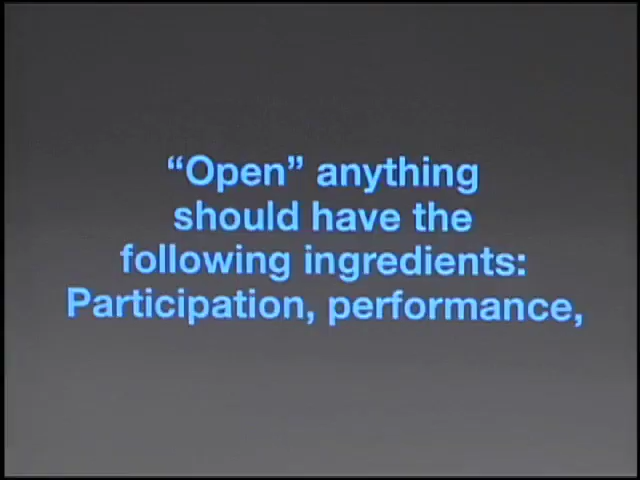 “Open” anything
should have the
following ingredients:
Participation, performance,